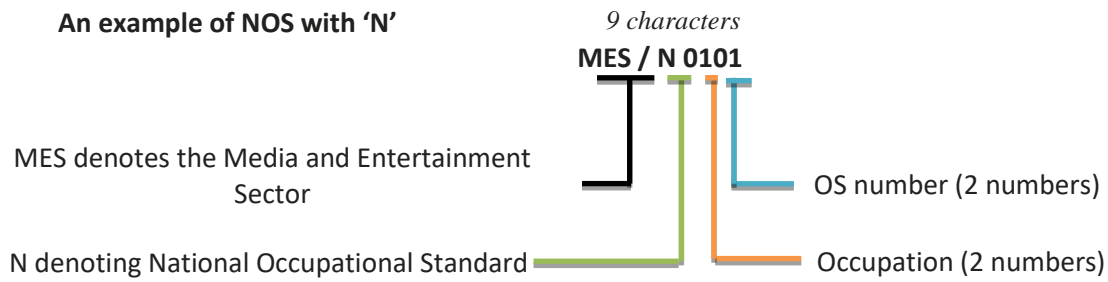 An example of NOS with ‘N’
9 characters
MES / N 0101
MES denotes the Media and Entertainment
Sector
OS number (2 numbers)
N denoting National Occupational Standard
Occupation (2 numbers)